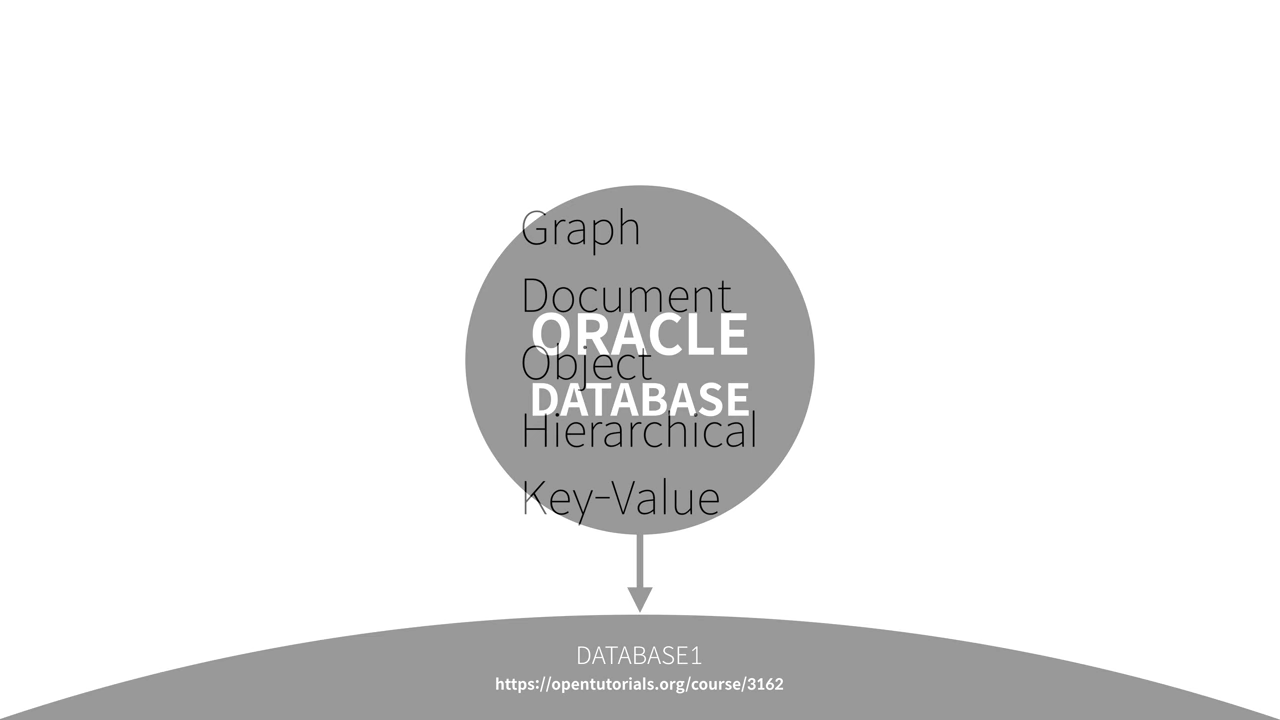 Graph
Document
ORACLE
Object
DATABASE
Hierarchical
Key-Value
DATABASE1
https://opentutorials.org/course/3162